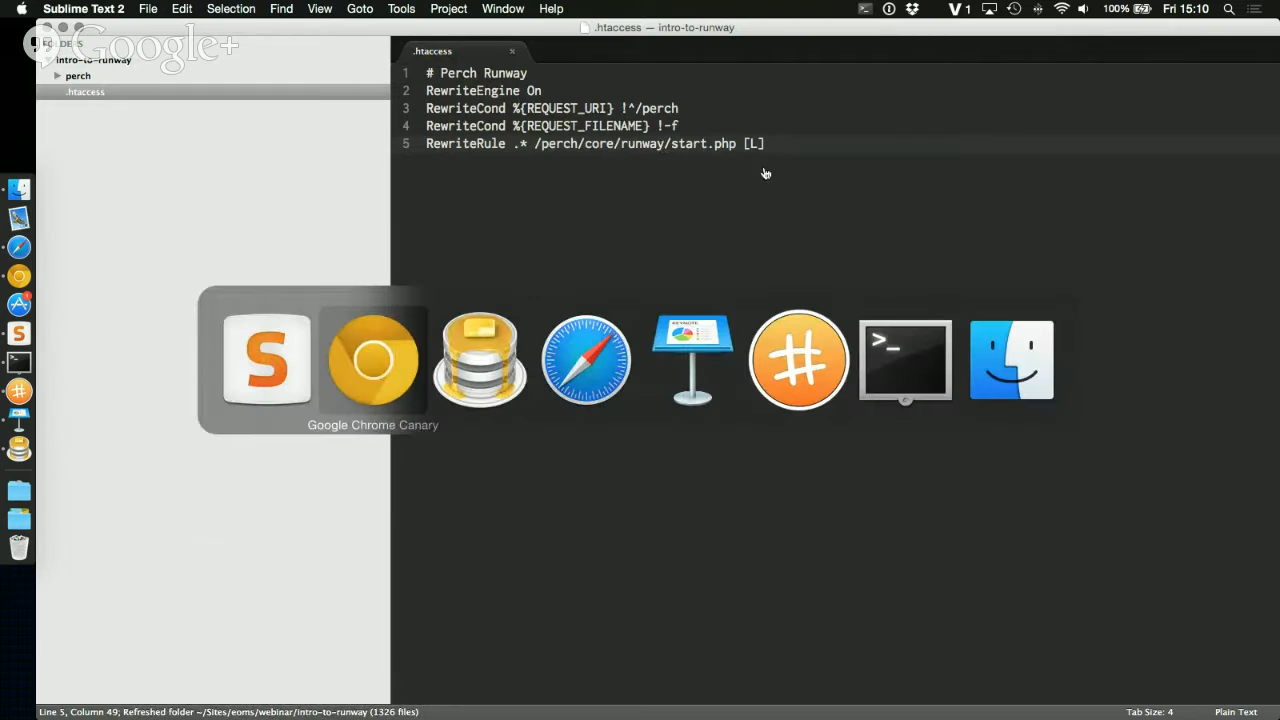 Sublime Text 2 File Edit Selection Find View Goto Tools Project Window Help
1 100% Fri 15:10
.htaccess — intro-to-runway
Google+
FOLDERS
intro-to-runway
perch
.htaccess
.htaccess
1 # Perch Runway
2 RewriteEngine On
3 RewriteCond %{REQUEST_URI} !^/perch
4 RewriteCond %{REQUEST_FILENAME} !-f
5 RewriteRule .* /perch/core/runway/start.php [L]
Google Chrome Canary
Line 5, Column 49; Refreshed folder ~/Sites/eoms/webinar/intro-to-runway (1326 files)
Tab Size: 4
Plain Text